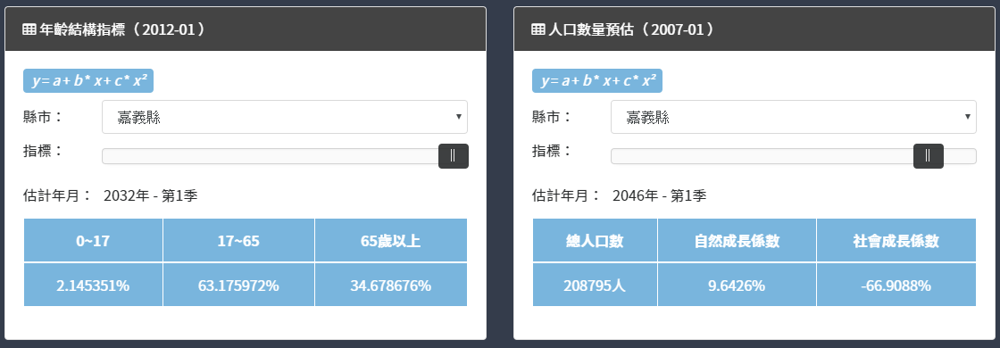 年齡結構指標（ 2012-01 ）
y = a + b* x + c* x²
縣市：
嘉義縣
指標：
估計年月： 2032年 - 第1季
0~17 17~65 65歲以上
2.145351% 63.175972% 34.678676%
人口數量預估（ 2007-01 ）
y = a + b* x + c* x²
縣市：
嘉義縣
指標：
估計年月： 2046年 - 第1季
總人口數 自然成長係數 社會成長係數
208795人 9.6426% -66.9088%